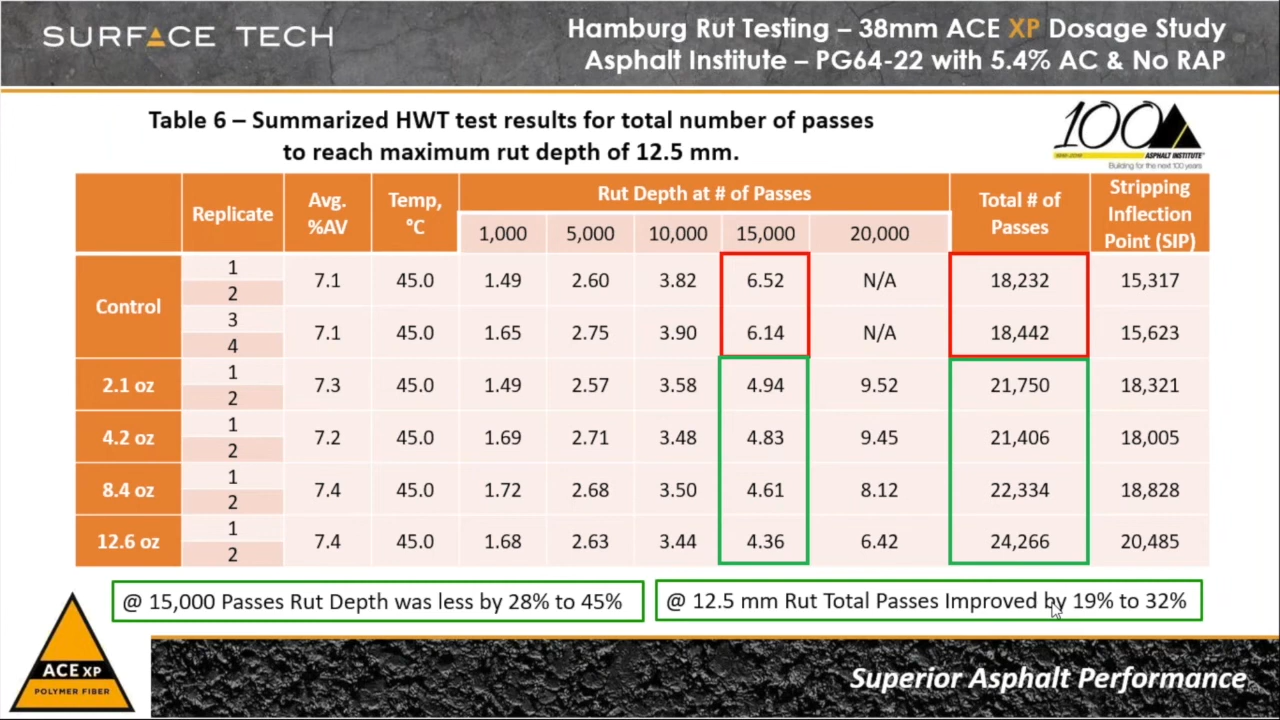 SURFACE TECH
Hamburg Rut Testing – 38mm ACE XP Dosage Study
Asphalt Institute – PG64-22 with 5.4% AC & No RAP
Table 6 – Summarized HWT test results for total number of passes
to reach maximum rut depth of 12.5 mm.
100
ASPHALT INSTITUTE
Building for the next 100 years
Replicate Avg. %AV Temp, °C Rut Depth at # of Passes Total # of Passes Stripping Inflection Point (SIP)
1,000 5,000 10,000 15,000 20,000
Control
1
2
7.1 45.0 1.49 2.60 3.82 6.52 N/A 18,232 15,317
3
4
7.1 45.0 1.65 2.75 3.90 6.14 N/A 18,442 15,623
2.1 oz
1
2
7.3 45.0 1.49 2.57 3.58 4.94 9.52 21,750 18,321
4.2 oz
1
2
7.2 45.0 1.69 2.71 3.48 4.83 9.45 21,406 18,005
8.4 oz
1
2
7.4 45.0 1.72 2.68 3.50 4.61 8.12 22,334 18,828
12.6 oz
1
2
7.4 45.0 1.68 2.63 3.44 4.36 6.42 24,266 20,485
@ 15,000 Passes Rut Depth was less by 28% to 45%
@ 12.5 mm Rut Total Passes Improved by 19% to 32%
ACE XP
POLYMER FIBER
Superior Asphalt Performance